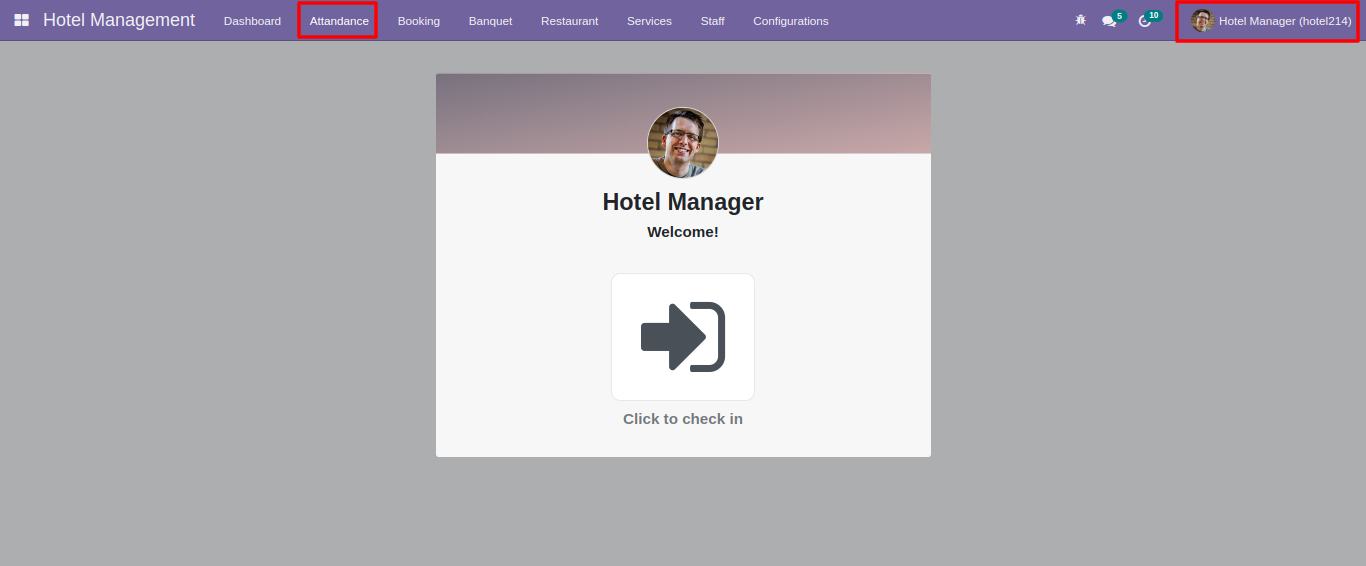 Hotel Management Dashboard Attandance Booking Banquet Restaurant Services Staff Configurations 5 10 Hotel Manager (hotel214)
Hotel Manager
Welcome!
Click to check in